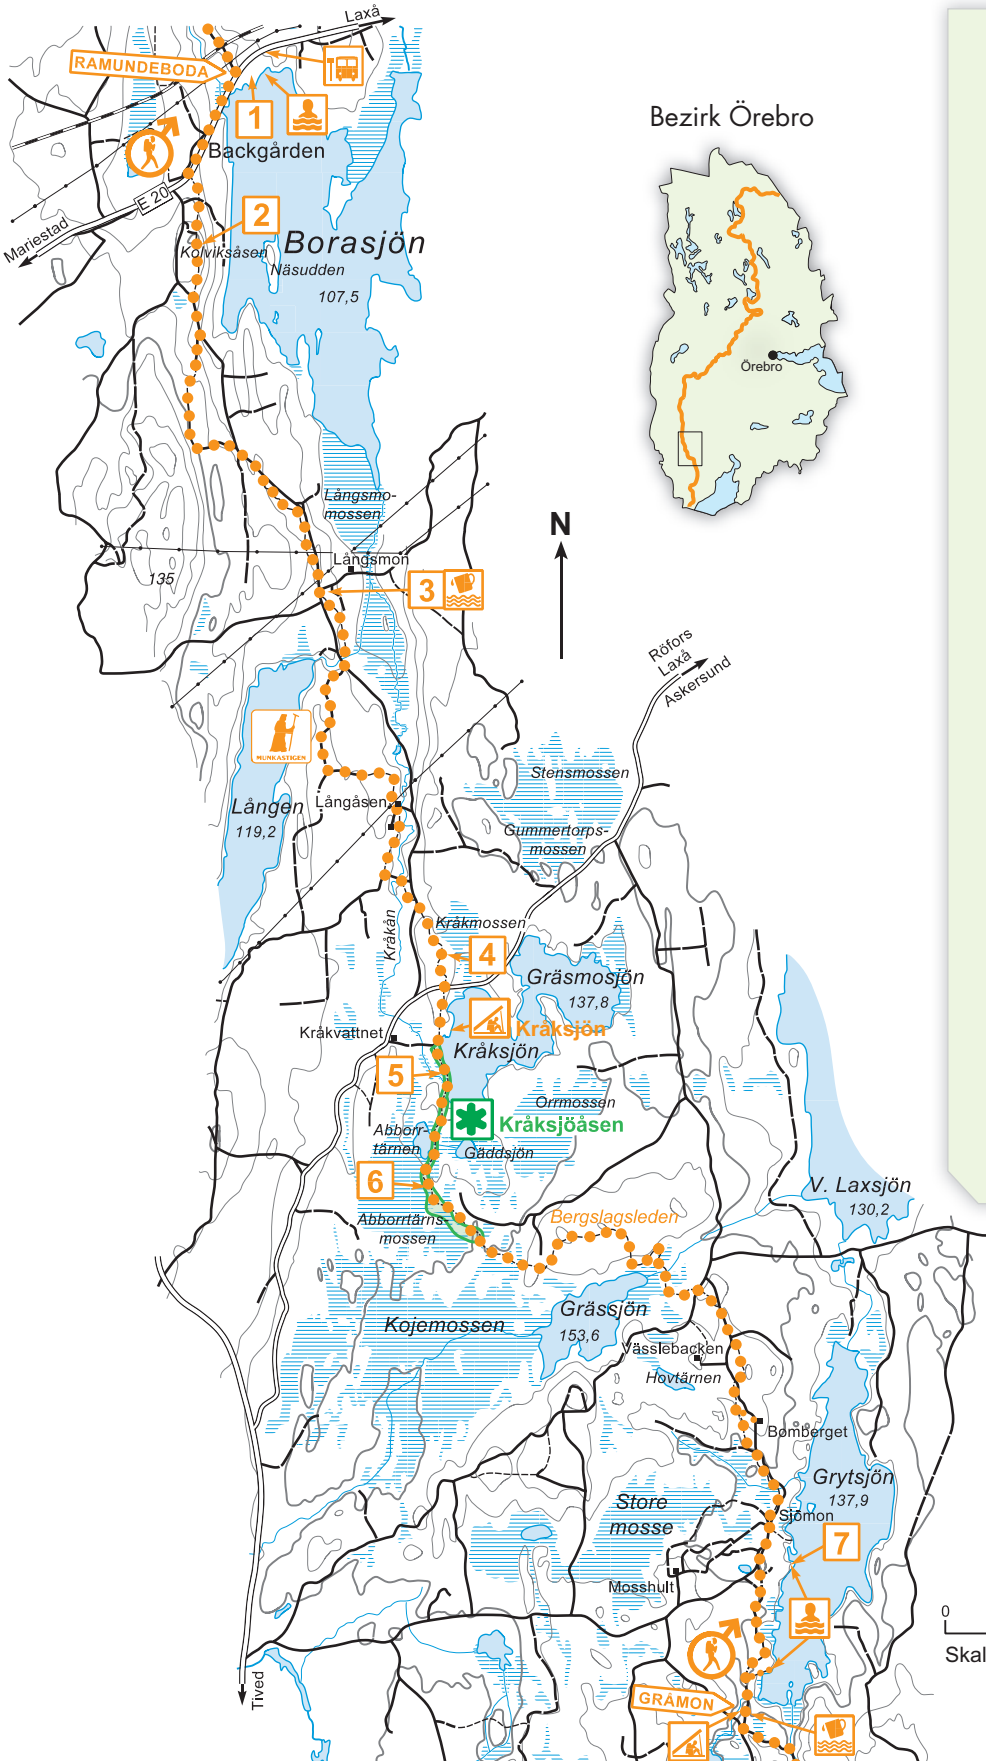 Laxå
RAMUNDEBODA
1
Backgården
E 20
Mariestad
2
Kolviksåsen
Borasjön
Näsudden
107,5
Bezirk Örebro
Örebro
Långsmo-
mossen
N
Långsmon
135
3
Röfors
Laxå
Askersund
MUNKASTIGEN
Stensmossen
Lången
119,2
Långåsen
Gummertorps-
mossen
Kråkån
Kråkmossen
4
Gräsmosjön
137,8
Kråkvattnet
Kråksjön
Kråksjön
5
Orrmossen
Kråksjöåsen
Abborr-
tärnen
Gäddsjön
6
V. Laxsjön
130,2
Abborrtärns-
mossen
Bergslagsleden
Grässjön
153,6
Kojemossen
Vässlebacken
Hovtärnen
Bomberget
Grytsjön
137,9
Store
mosse
Sjömon
7
Mosshult
0
Skal
Tived
GRÅMON